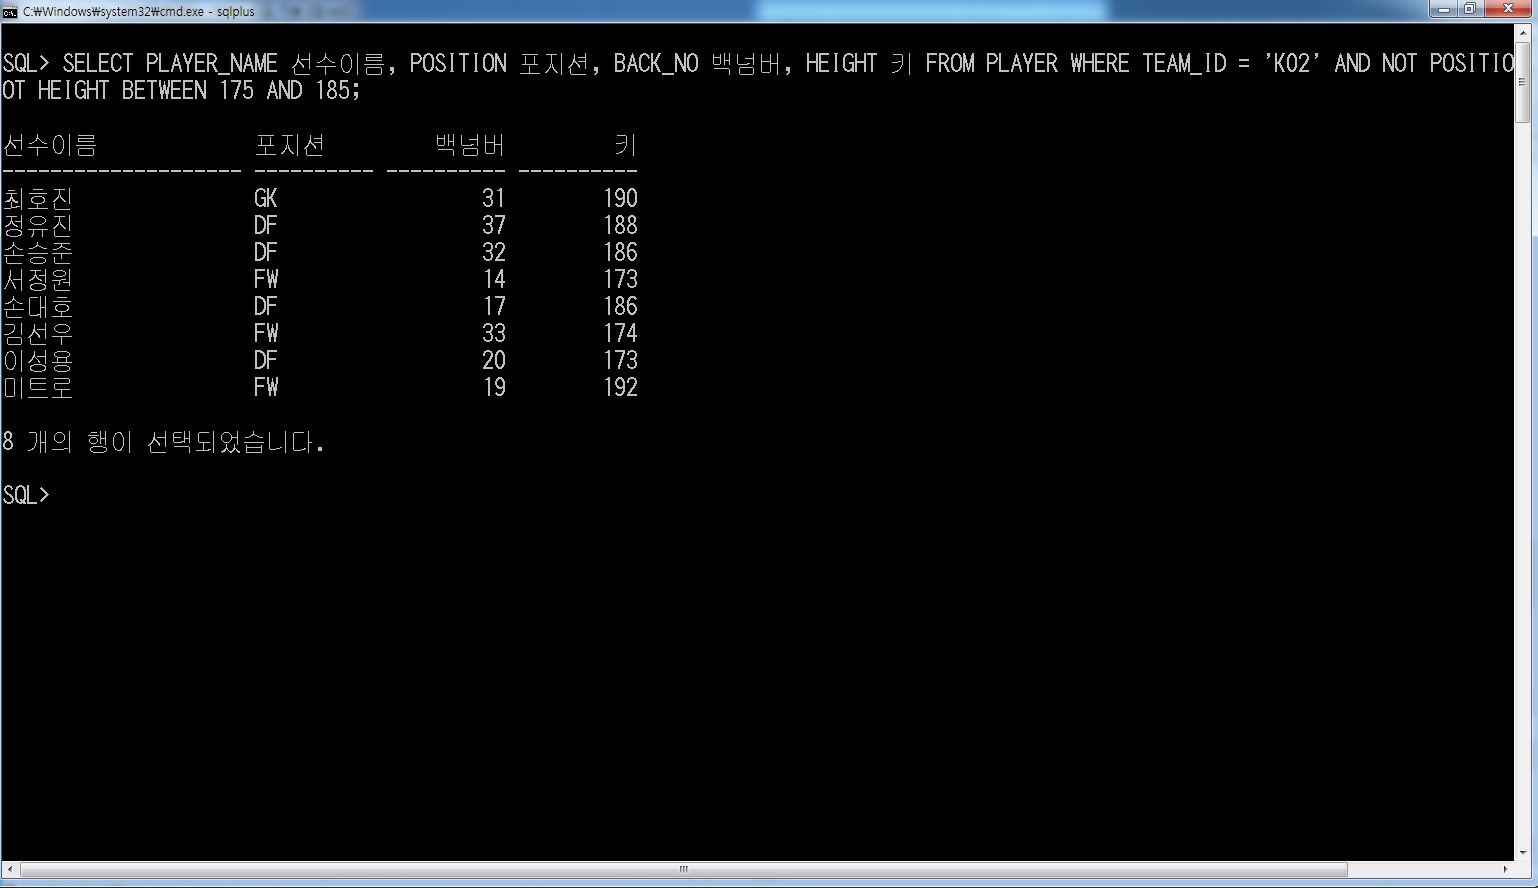 C:₩Windows₩system32₩cmd.exe - sqlplus
SQL> SELECT PLAYER_NAME 선수이름, POSITION 포지션, BACK_NO 백넘버, HEIGHT 키 FROM PLAYER WHERE TEAM_ID = 'K02' AND NOT POSITIO
OT HEIGHT BETWEEN 175 AND 185;
선수이름 포지션 백넘버 키
-------------------- ---------- ---------- ----------
최호진 GK 31 190
정유진 DF 37 188
손승준 DF 32 186
서정원 FW 14 173
손대호 DF 17 186
김선우 FW 33 174
이성용 DF 20 173
미트로 FW 19 192
8 개의 행이 선택되었습니다.
SQL>